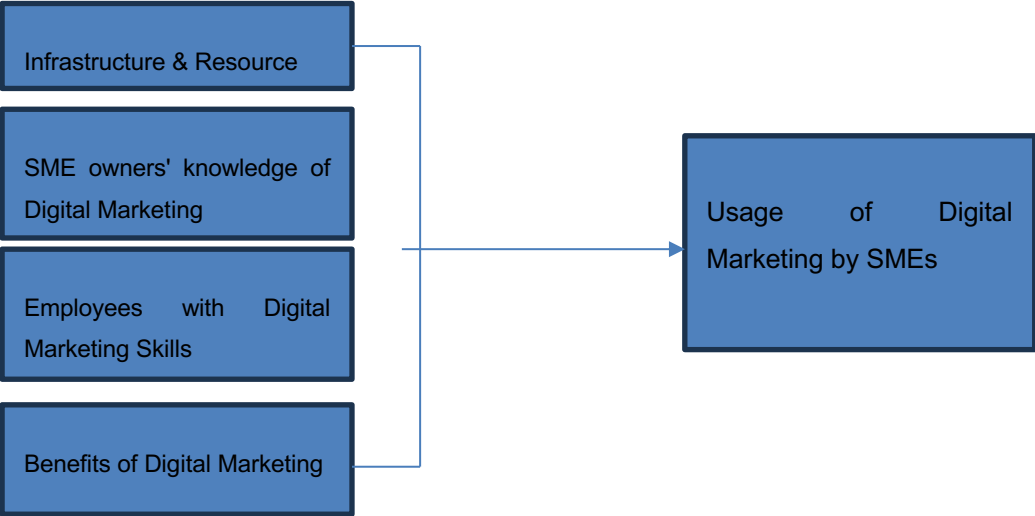 Infrastructure & Resource
SME owners' knowledge of
Digital Marketing
Employees with Digital
Marketing Skills
Benefits of Digital Marketing
Usage of Digital
Marketing by SMEs